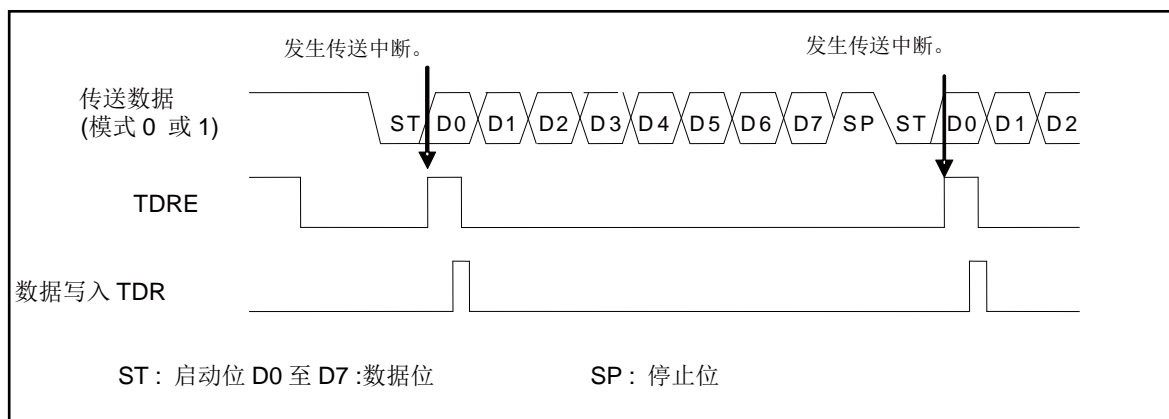 发生传送中断。 发生传送中断。
传送数据
(模式 0 或 1)
ST D0 D1 D2 D3 D4 D5 D6 D7 SP ST D0 D1 D2
TDRE
数据写入 TDR
ST : 启动位 D0 至 D7 :数据位 SP : 停止位